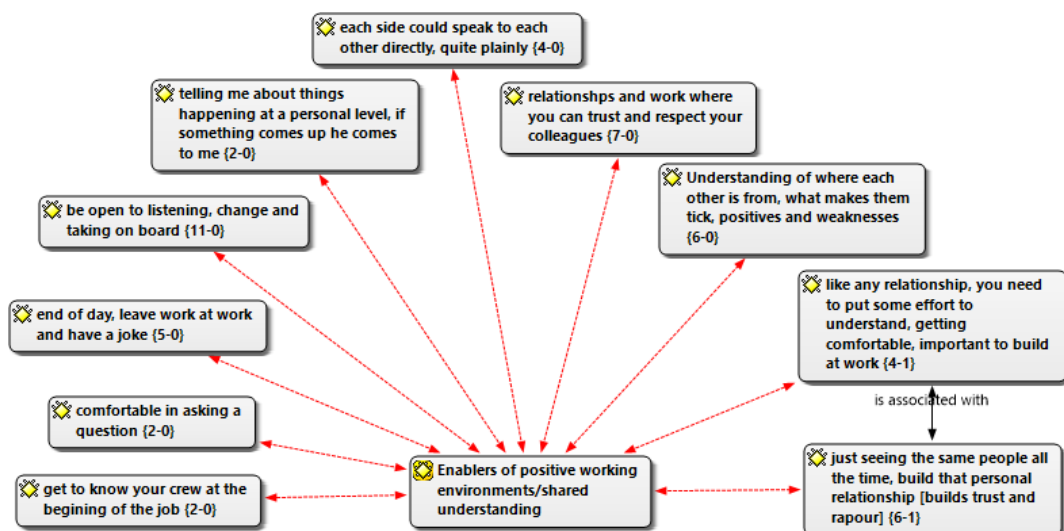 each side could speak to each
other directly, quite plainly {4-0}
telling me about things
happening at a personal level, if
something comes up he comes
to me {2-0}
relationshps and work where
you can trust and respect your
colleagues {7-0}
Understanding of where each
other is from, what makes them
tick, positives and weaknesses
{6-0}
be open to listening, change and
taking on board {11-0}
like any relationship, you need
to put some effort to
understand, getting
comfortable, important to build
at work {4-1}
end of day, leave work at work
and have a joke {5-0}
is associated with
comfortable in asking a
question {2-0}
just seeing the same people all
the time, build that personal
relationship [builds trust and
rapour] {6-1}
Enablers of positive working
environments/shared
understanding
get to know your crew at the
begining of the job {2-0}